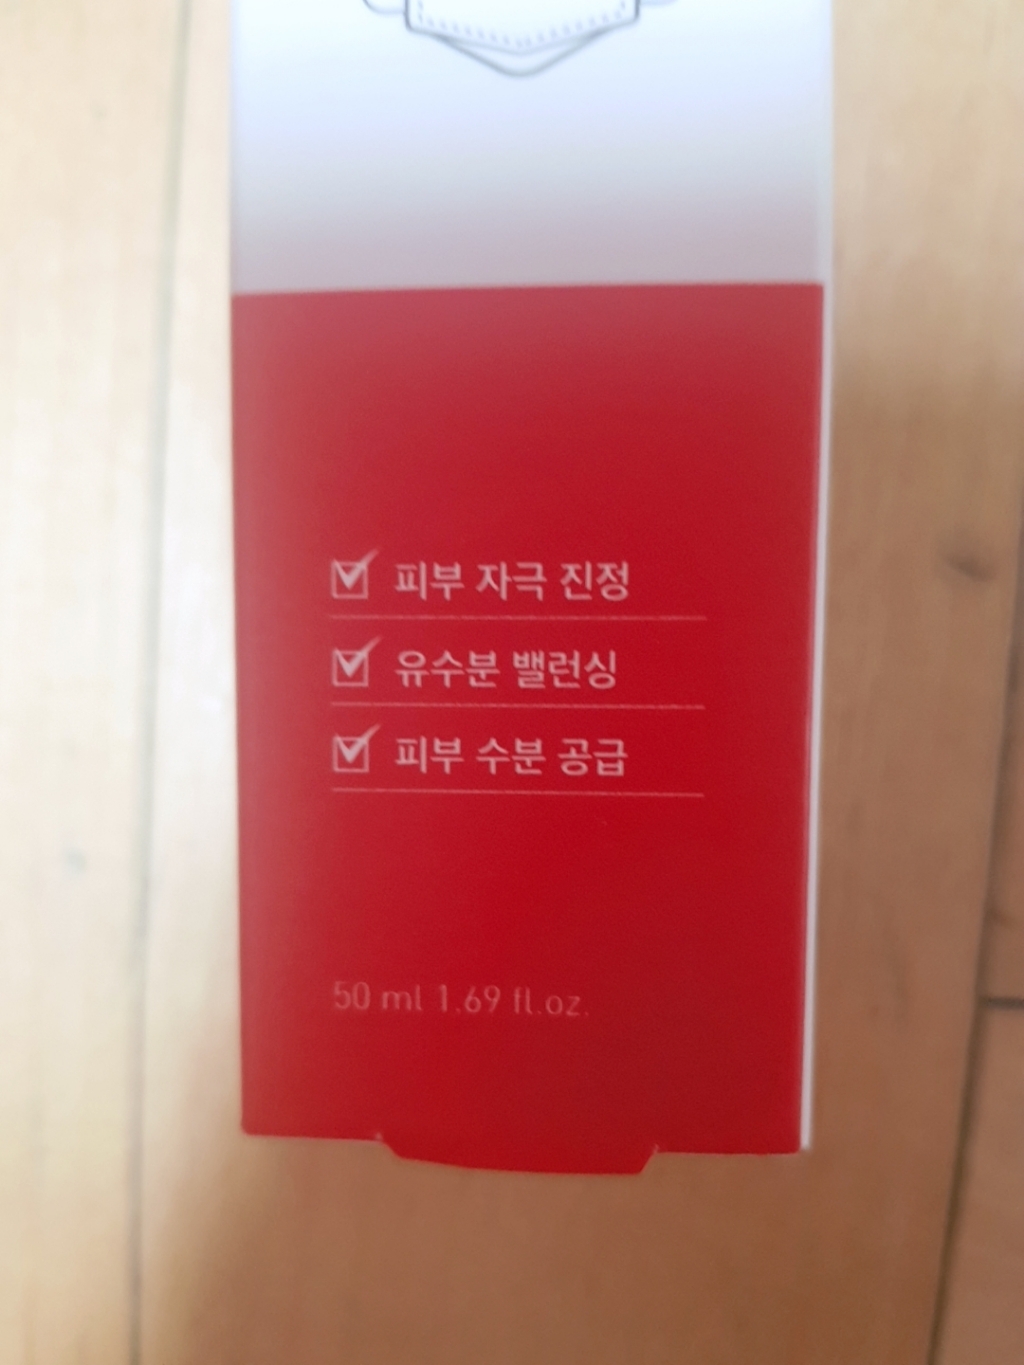 피부 자극 진정
유수분 밸런싱
피부 수분 공급
50 ml 1.69 fl.oz.